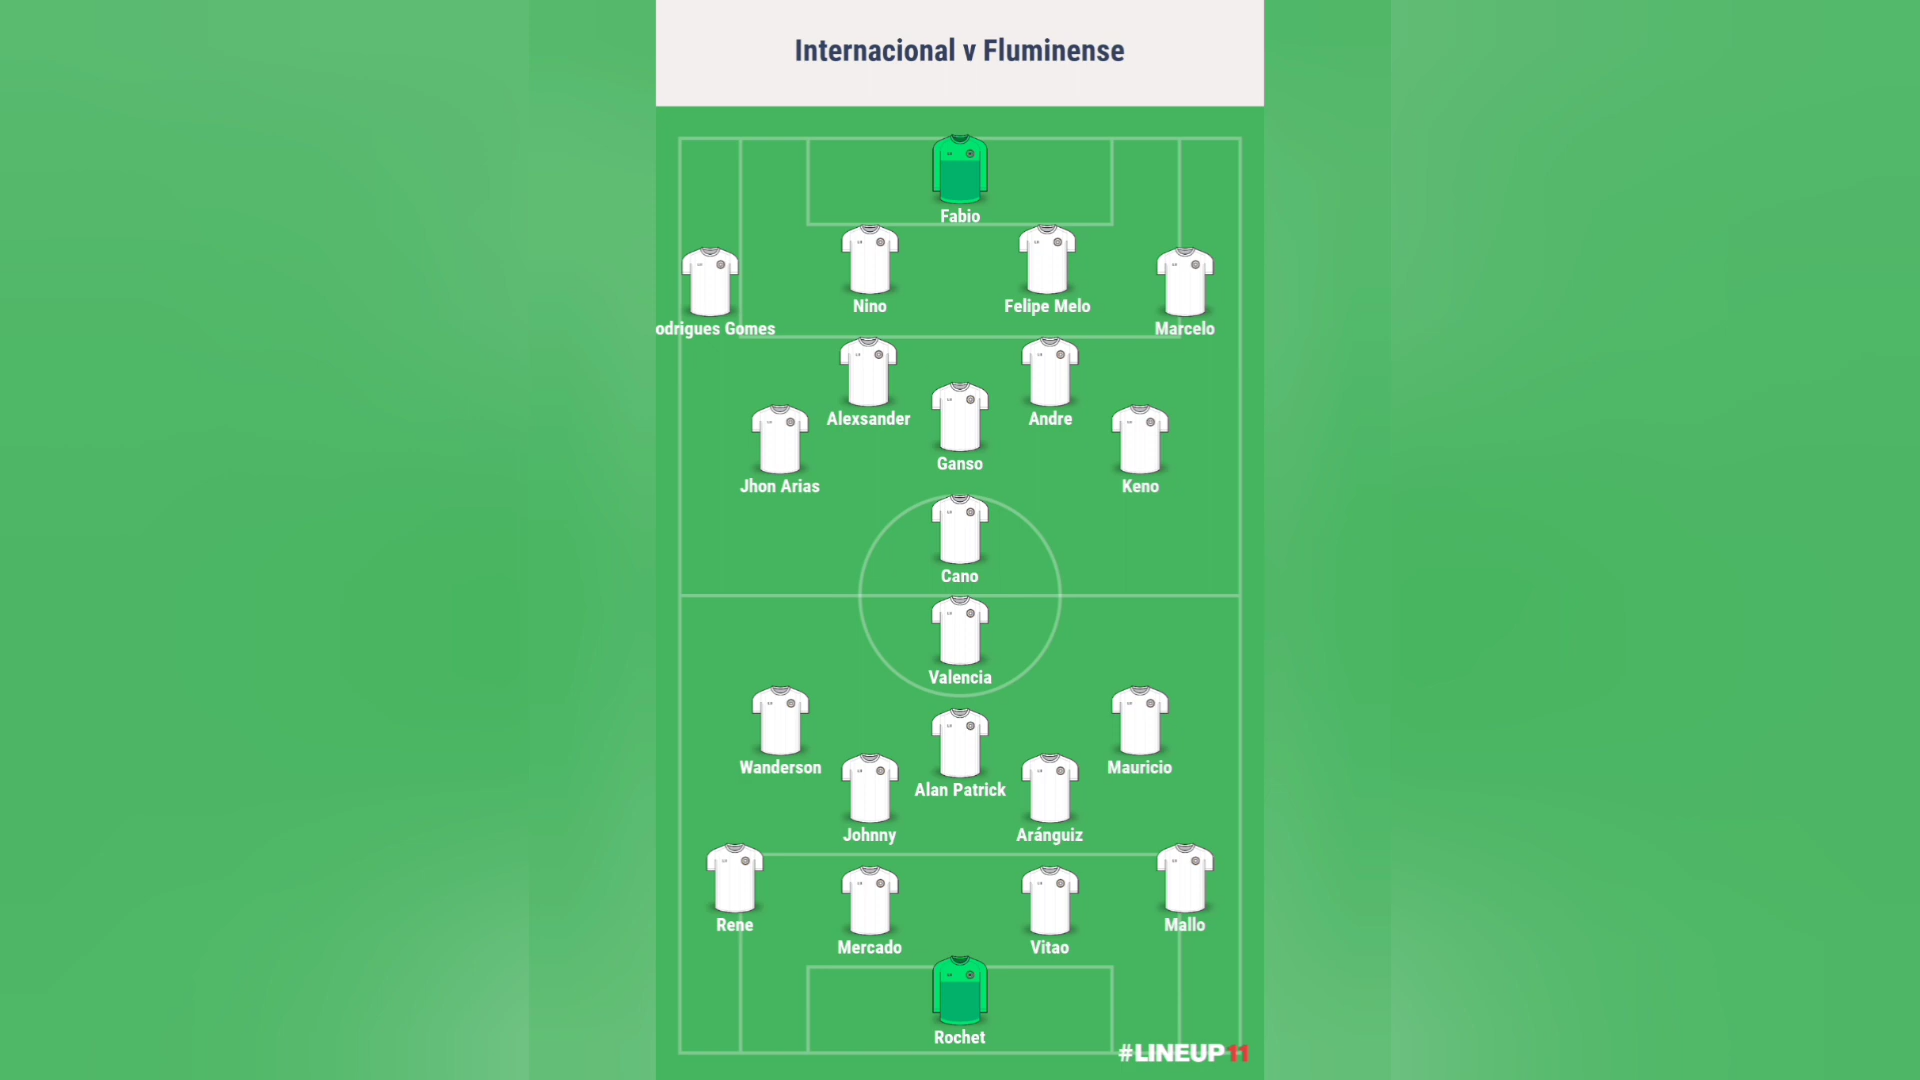 Internacional v Fluminense
Fabio
Nino
Felipe Melo
odrigues Gomes
Marcelo
Alexsander
Andre
Ganso
Jhon Arias
Keno
Cano
Valencia
Wanderson
Mauricio
Alan Patrick
Johnny
Aránguiz
Rene
Mallo
Mercado
Vitao
Rochet
#LINEUP11